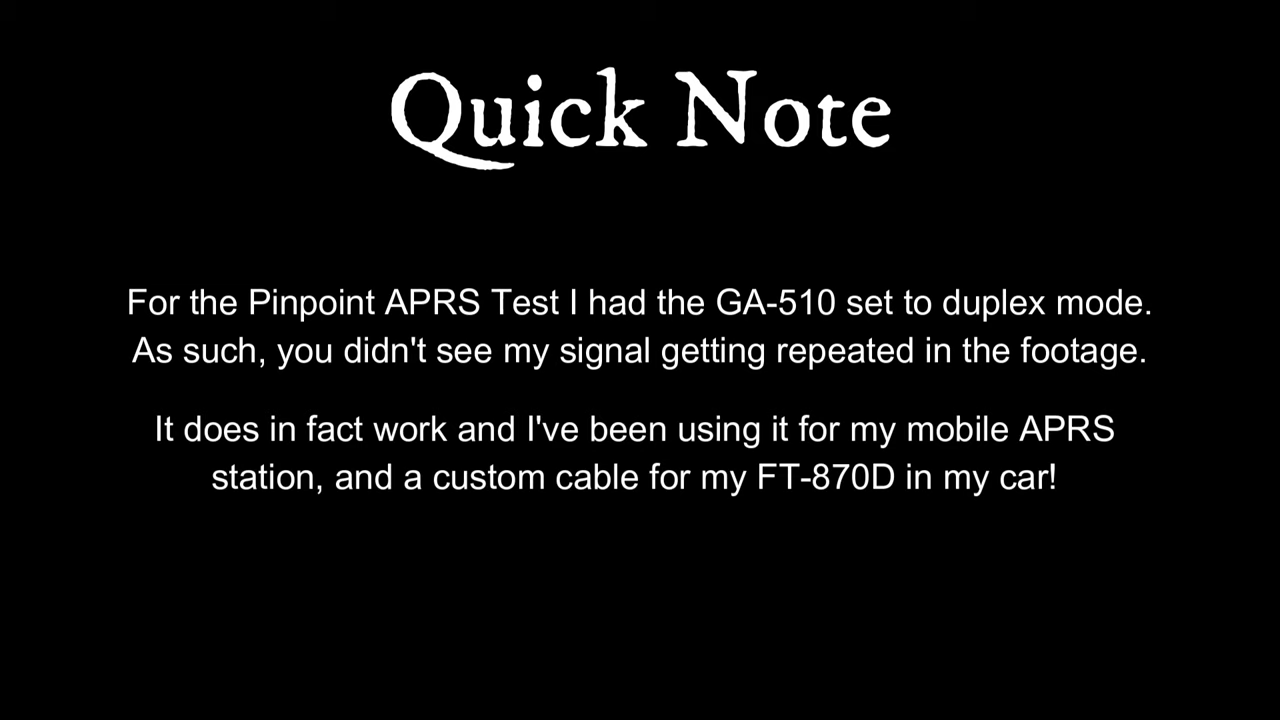 Quick Note
For the Pinpoint APRS Test I had the GA-510 set to duplex mode.
As such, you didn't see my signal getting repeated in the footage.
It does in fact work and I've been using it for my mobile APRS
station, and a custom cable for my FT-870D in my car!